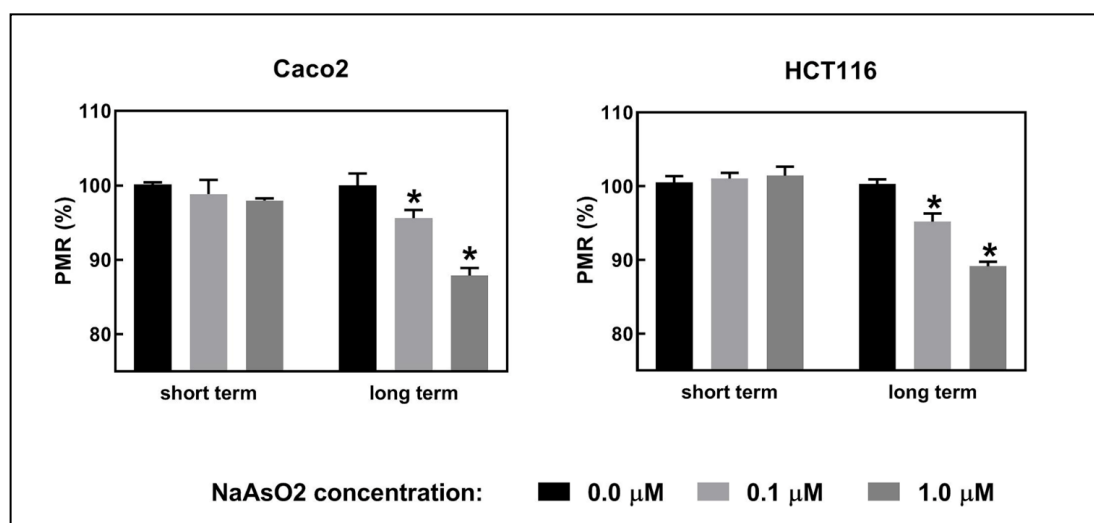 Caco2
110
100
90
80
PMR (%)
*
*
short term long term
HCT116
110
100
90
80
PMR (%)
*
*
short term long term
NaAsO2 concentration: 0.0 μM 0.1 μM 1.0 μM